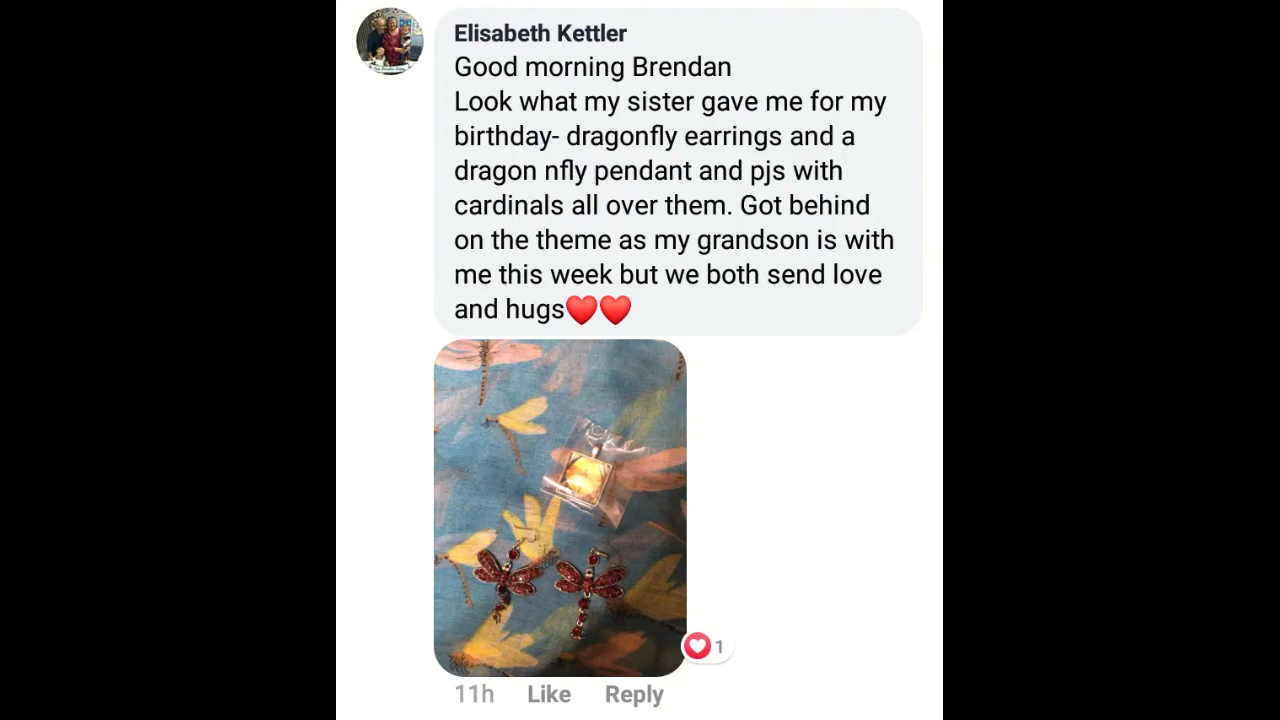 Elisabeth Kettler
Good morning Brendan
Look what my sister gave me for my
birthday- dragonfly earrings and a
dragon nfly pendant and pjs with
cardinals all over them. Got behind
on the theme as my grandson is with
me this week but we both send love
and hugs♥️♥️
1
11h Like Reply